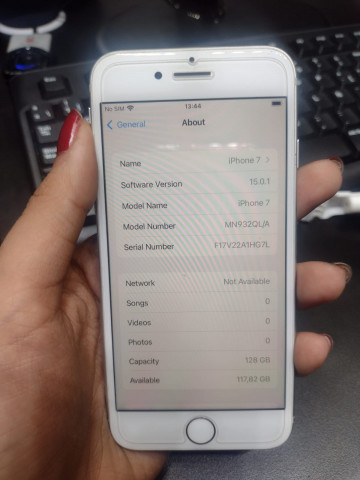 No SIM 13:44
General About
Name iPhone 7
Software Version 15.0.1
Model Name iPhone 7
Model Number MN932QL/A
Serial Number F17V22A1HG7L
Network Not Available
Songs 0
Videos 0
Photos 0
Capacity 128 GB
Available 117,62 GB